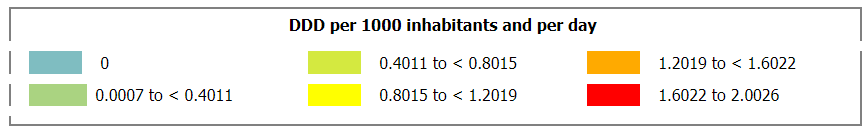 DDD per 1000 inhabitants and per day
0 0.4011 to < 0.8015 1.2019 to < 1.6022
0.0007 to < 0.4011 0.8015 to < 1.2019 1.6022 to 2.0026